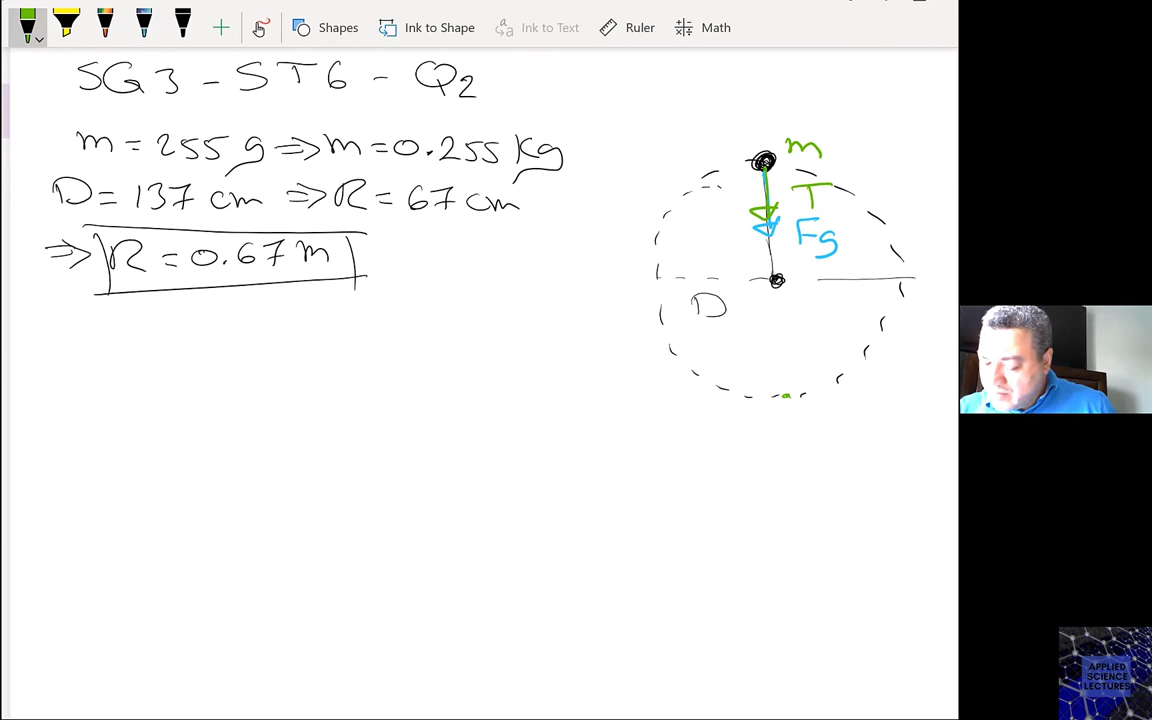 Shapes Ink to Shape Ink to Text Ruler Math
SG3 - ST6 - Q2
m = 255 g ⇒ m = 0.255 kg
D = 137 cm ⇒ R = 67 cm
⇒ R = 0.67 m
m
T
Fg
D
APPLIED
SCIENCE
LECTURES